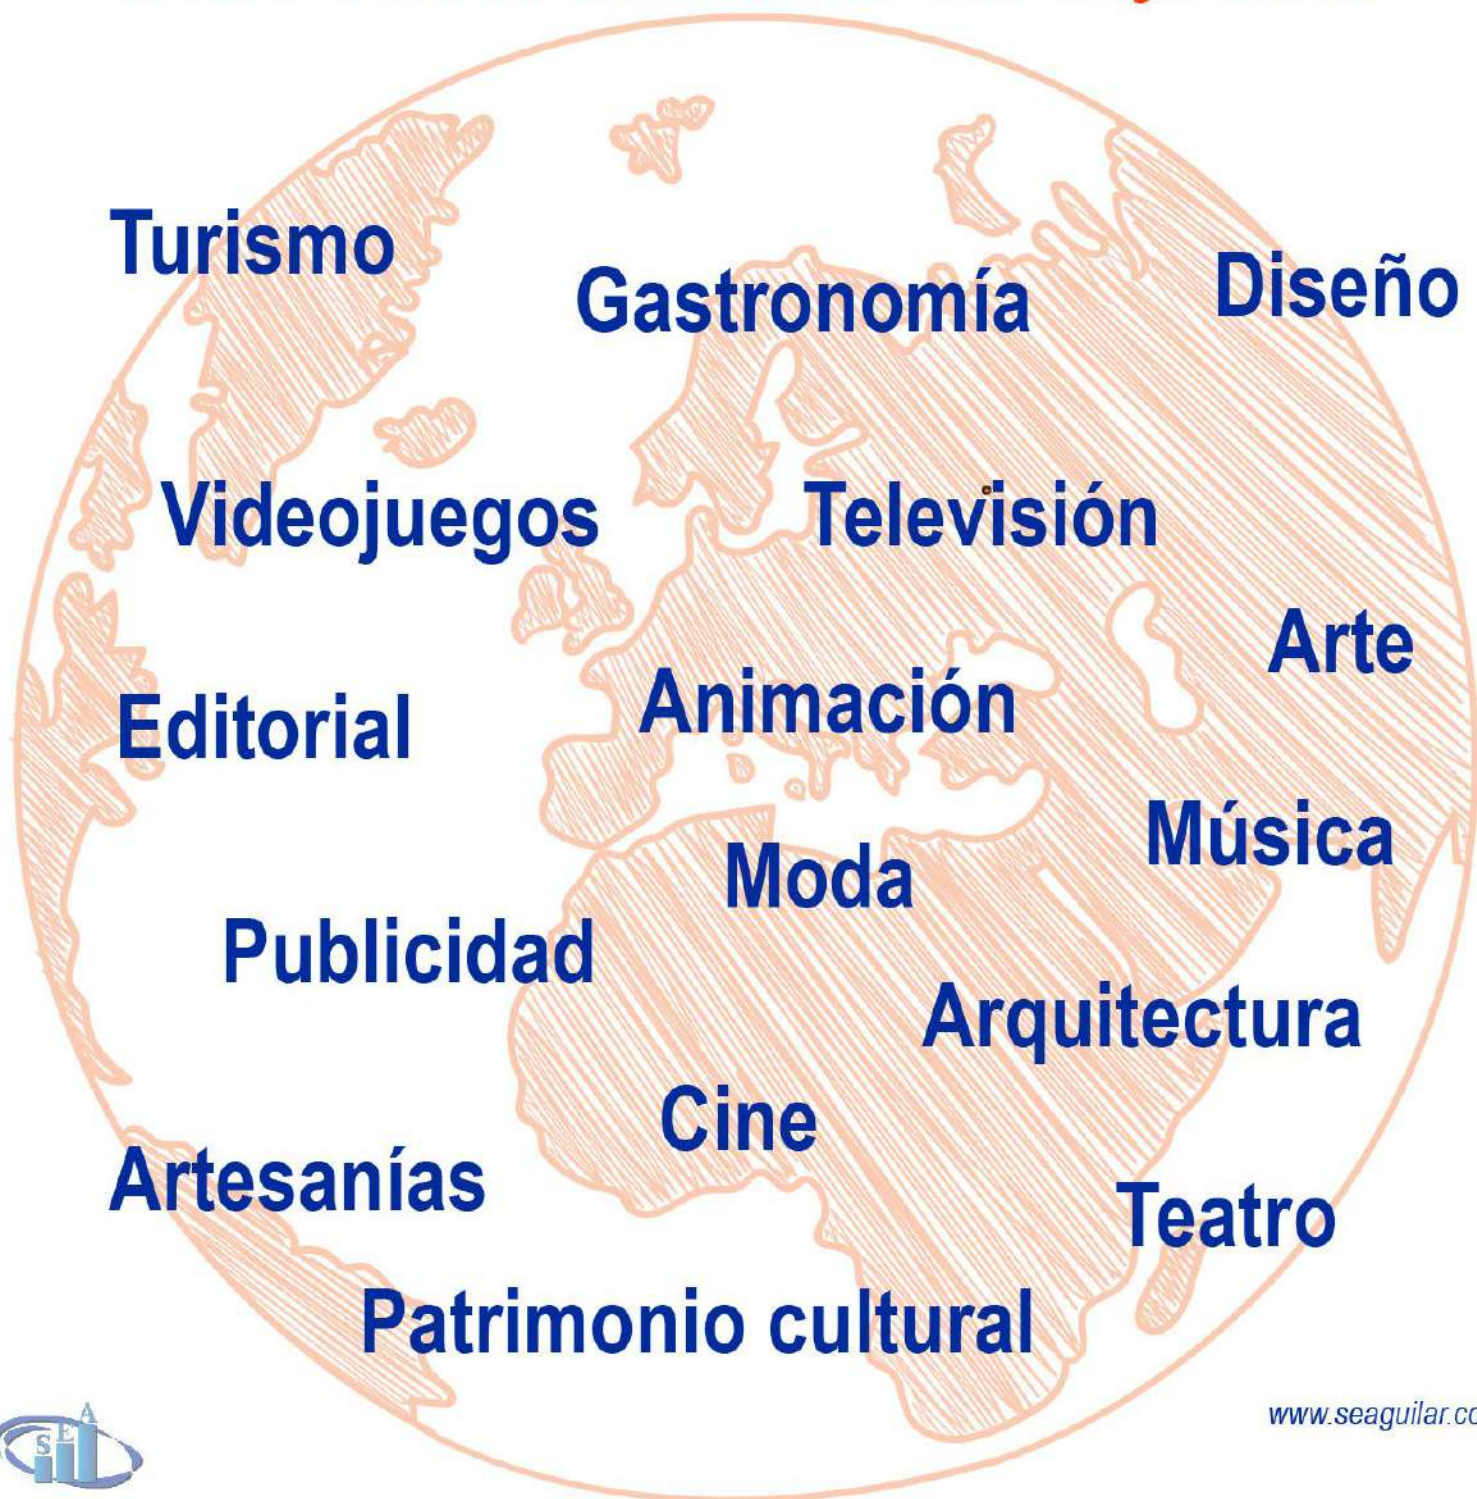 Turismo
Gastronomía
Diseño
Videojuegos
Televisión
Arte
Editorial
Animación
Música
Moda
Publicidad
Arquitectura
Cine
Artesanías
Teatro
Patrimonio cultural
SEA
www.seaguilar.co